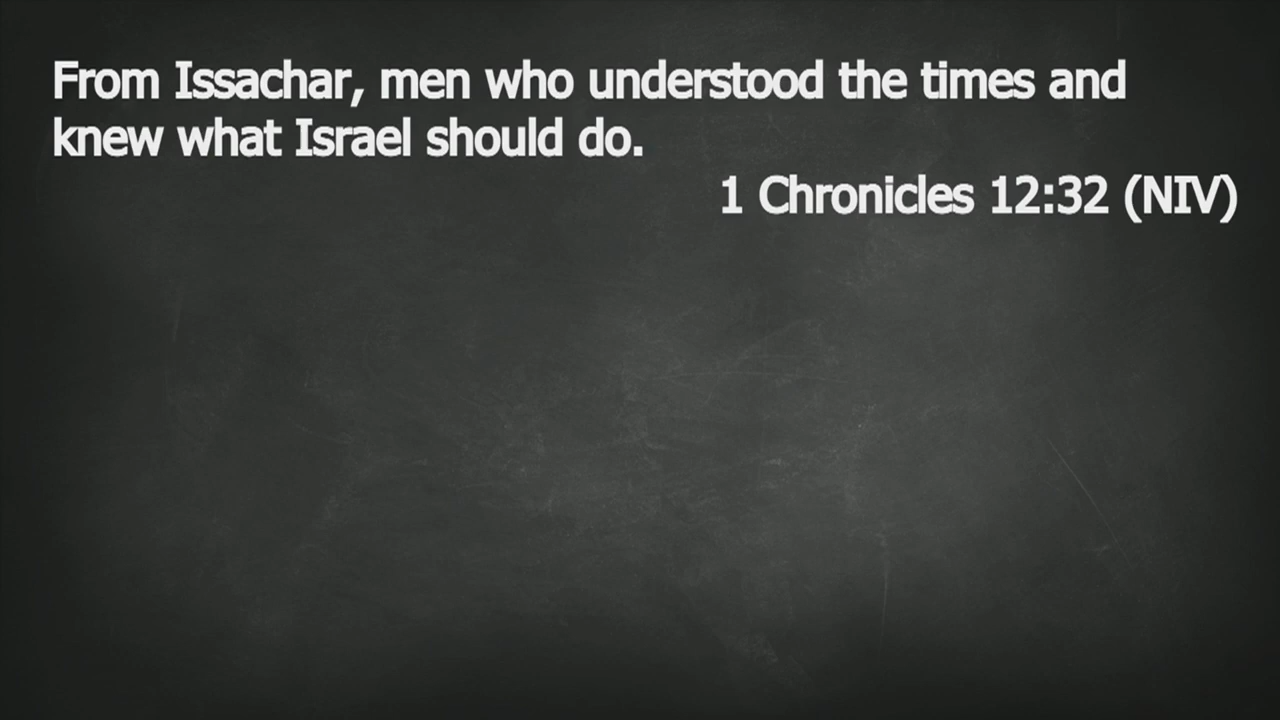 From Issachar, men who understood the times and
knew what Israel should do.
1 Chronicles 12:32 (NIV)